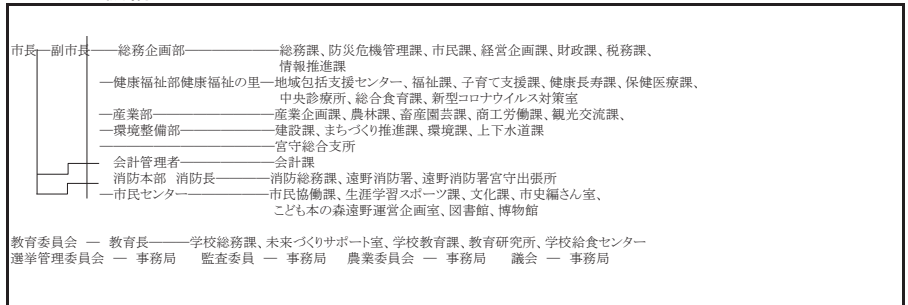 市長―副市長――総務企画部――――――――総務課、防災危機管理課、市民課、経営企画課、財政課、税務課、
情報推進課
―健康福祉部健康福祉の里―地域包括支援センター、福祉課、子育て支援課、健康長寿課、保健医療課、
中央診療所、総合食育課、新型コロナウイルス対策室
―産業部――――――――――産業企画課、農林課、畜産園芸課、商工労働課、観光交流課、
―環境整備部――――――――建設課、まちづくり推進課、環境課、上下水道課
――――――――――――――宮守総合支所
会計管理者――――――――会計課
消防本部 消防長―――――消防総務課、遠野消防署、遠野消防署宮守出張所
―市民センター―――――――市民協働課、生涯学習スポーツ課、文化課、市史編さん室、
こども本の森遠野運営企画室、図書館、博物館
教育委員会 ― 教育長―――学校総務課、未来づくりサポート室、学校教育課、教育研究所、学校給食センター
選挙管理委員会 ― 事務局 監査委員 ― 事務局 農業委員会 ― 事務局 議会 ― 事務局